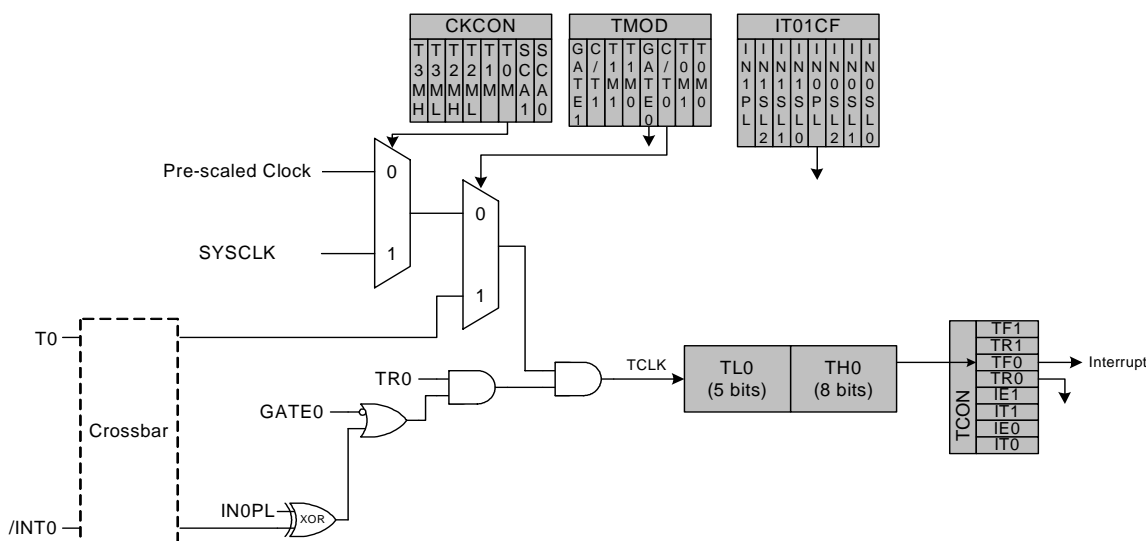 CKCON
T3MH
T3ML
T2MH
T2ML
T1M
T0M
SCA1
SCA0
TMOD
GATE1
C/T1
T1M1
T1M0
GATE0
C/T0
T0M1
T0M0
IT01CF
IN1PL
IN1SL2
IN1SL1
IN1SL0
IN0PL
IN0SL2
IN0SL1
IN0SL0
Pre-scaled Clock
0
SYSCLK
1
0
1
T0
Crossbar
/INT0
TR0
GATE0
IN0PL
XOR
TCLK
TL0
(5 bits)
TH0
(8 bits)
TCON
TF1
TR1
TF0
TR0
IE1
IT1
IE0
IT0
Interrupt